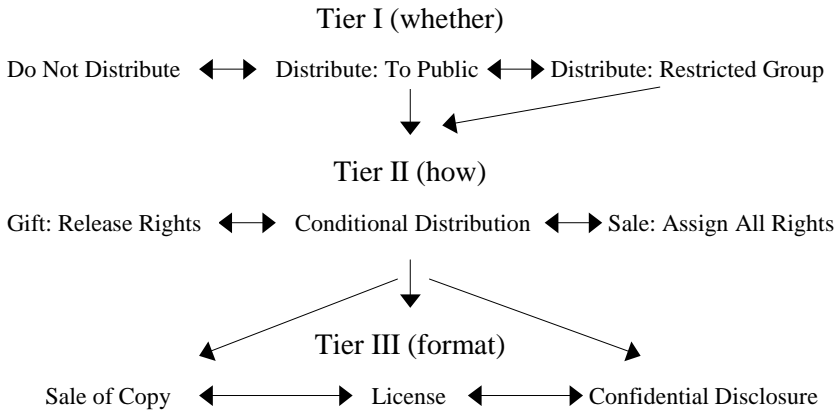 Tier I (whether)
Do Not Distribute Distribute: To Public Distribute: Restricted Group
Tier II (how)
Gift: Release Rights Conditional Distribution Sale: Assign All Rights
Tier III (format)
Sale of Copy License Confidential Disclosure